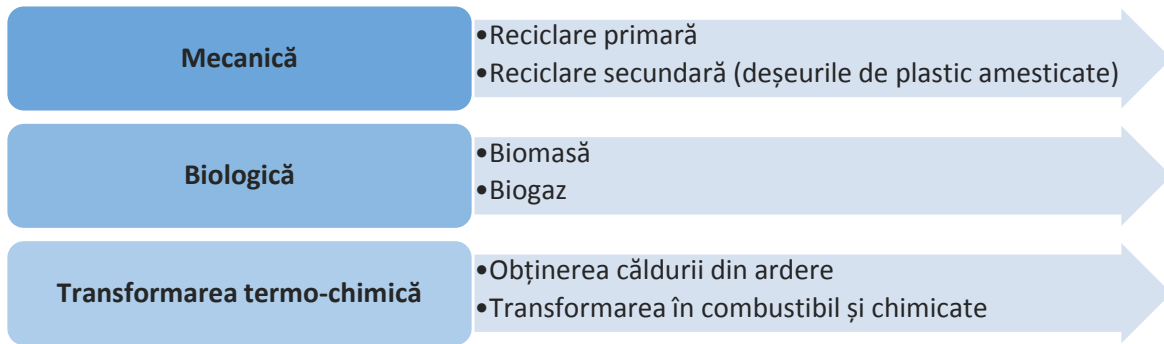 Mecanică
•Reciclare primară
•Reciclare secundară (deșeurile de plastic amesticate)
Biologică
•Biomasă
•Biogaz
Transformarea termo-chimică
•Obținerea căldurii din ardere
•Transformarea în combustibil și chimicate